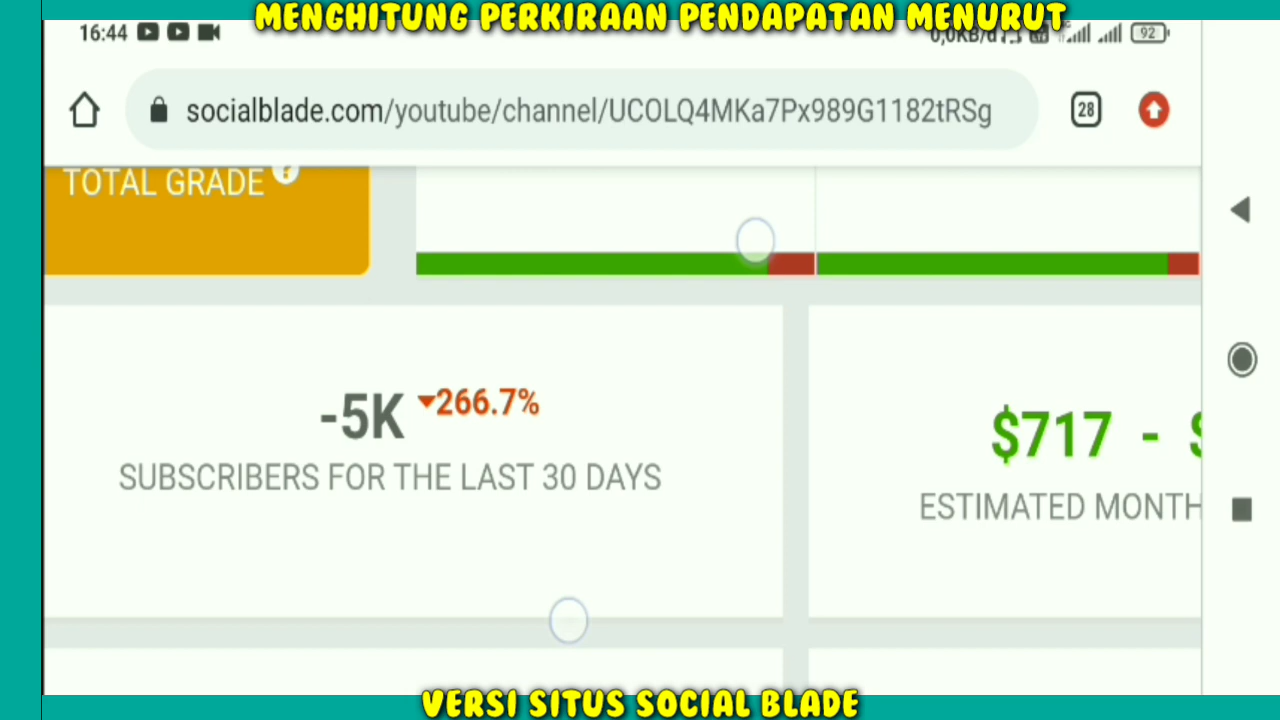 MENGHITUNG PERKIRAAN PENDAPATAN MENURUT
16:44
0,0KB/d
92
socialblade.com/youtube/channel/UCOLQ4MKa7Px989G1182tRSg
28
TOTAL GRADE ?
-5K 266.7%
SUBSCRIBERS FOR THE LAST 30 DAYS
$717 - $
ESTIMATED MONTH
VERSI SITUS SOCIAL BLADE